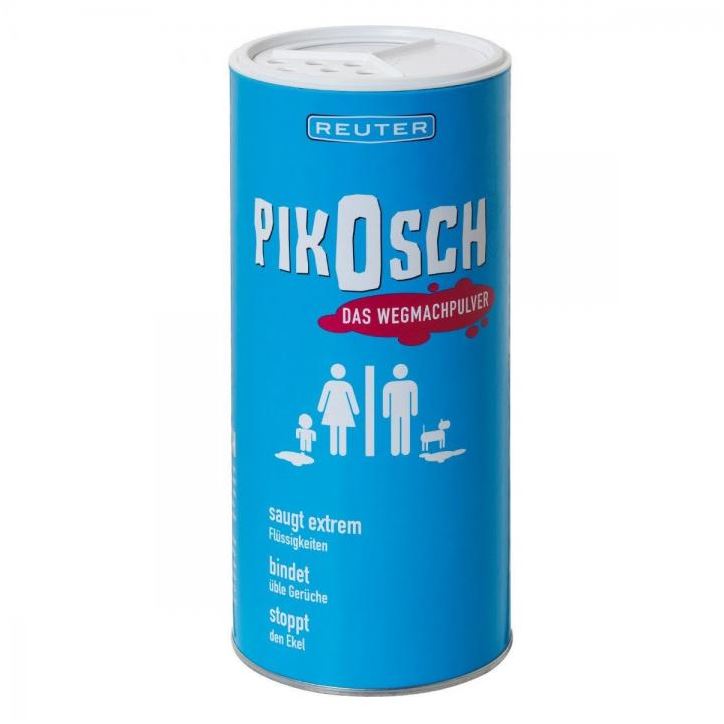 REUTER
PIKOSCH
DAS WEGMACHPULVER
saugt extrem
Flüssigkeiten
bindet
üble Gerüche
stoppt
den Ekel